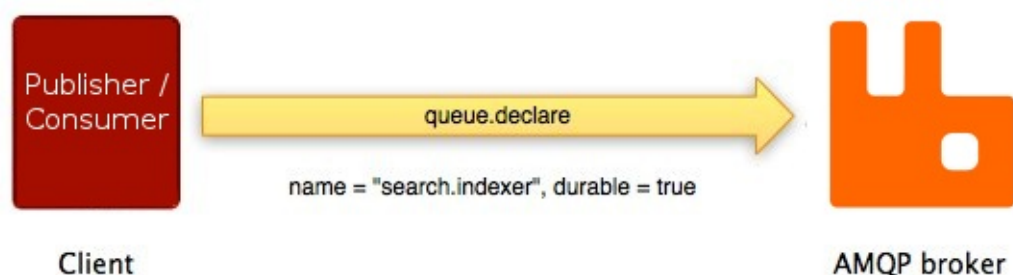 Publisher /
Consumer
queue.declare
name = "search.indexer", durable = true
Client
AMQP broker